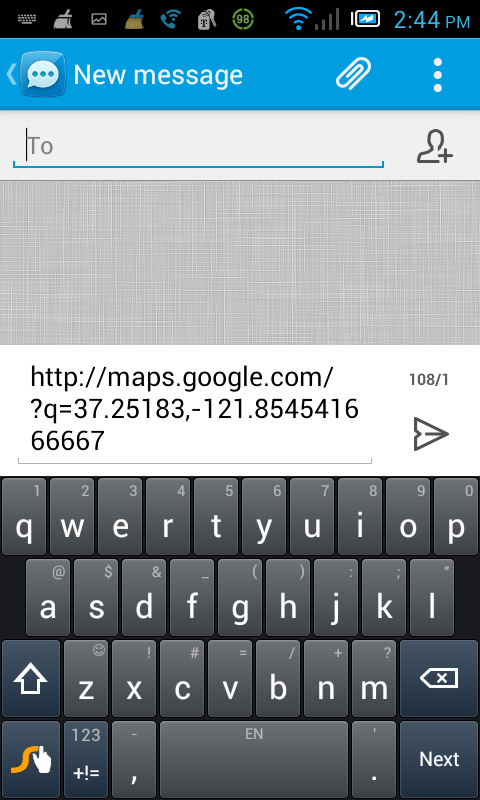 98
2:44 PM
New message
To
http://maps.google.com/
?q=37.25183,-121.8545416
66667
108/1
1 2 3 4 5 6 7 8 9 0
q w e r t y u i o p
@ $ & _ ( ) : ; "
a s d f g h j k l
! # = / + ?
z x c v b n m
123 - EN '
+!= , . Next